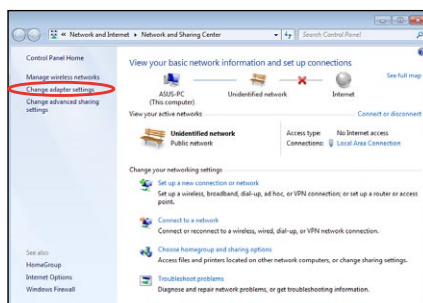 « Network and Internet ▸ Network and Sharing Center
Search Control Panel
Control Panel Home
Manage wireless networks
Change adapter settings
Change advanced sharing
settings
View your basic network information and set up connections
See full map
ASUS-PC
(This computer)
Unidentified network
Internet
View your active networks
Connect or disconnect
Unidentified network
Public network
Access type: No Internet access
Connections: Local Area Connection
Change your networking settings
Set up a new connection or network
Set up a wireless, broadband, dial-up, ad hoc, or VPN connection; or set up a router or access
point.
Connect to a network
Connect or reconnect to a wireless, wired, dial-up, or VPN network connection.
Choose homegroup and sharing options
Access files and printers located on other network computers, or change sharing settings.
Troubleshoot problems
Diagnose and repair network problems, or get troubleshooting information.
See also
HomeGroup
Internet Options
Windows Firewall